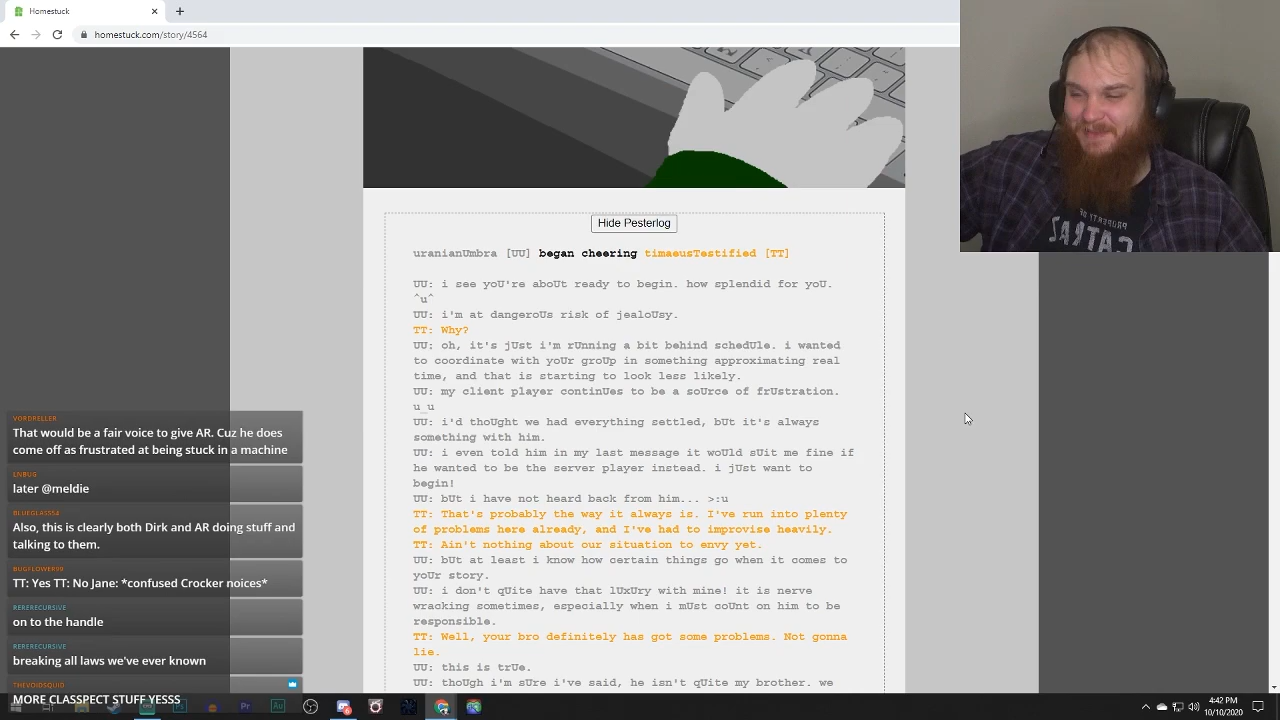 Homestuck
homestuck.com/story/4564
Hide Pesterlog
uranianUmbra [UU] began cheering timaeusTestified [TT]
UU: i see yoU're aboUt ready to begin. how splendid for yoU.
^u^
UU: i'm at dangeroUs risk of jealoUsy.
TT: Why?
UU: oh, it's jUst i'm rUnning a bit behind schedUle. i wanted
to coordinate with yoUr groUp in something approximating real
time, and that is starting to look less likely.
UU: my client player continUes to be a soUrce of frUstration.
u_u
UU: i'd thoUght we had everything settled, bUt it's always
something with him.
UU: i even told him in my last message it woUld sUit me fine if
he wanted to be the server player instead. i jUst want to
begin!
UU: bUt i have not heard back from him... >:u
TT: That's probably the way it always is. I've run into plenty
of problems here already, and I've had to improvise heavily.
TT: Ain't nothing about our situation to envy yet.
UU: bUt at least i know how certain things go when it comes to
yoUr story.
UU: i don't qUite have that lUxUry with mine! it is nerve
wracking sometimes, especially when i mUst coUnt on him to be
responsible.
TT: Well, your bro definitely has got some problems. Not gonna
lie.
UU: this is trUe.
UU: thoUgh i'm sUre i've said, he isn't qUite my brother. we
VORDRELLER
That would be a fair voice to give AR. Cuz he does
come off as frustrated at being stuck in a machine
LNBUG
later @meldie
BLUEGLASS54
Also, this is clearly both Dirk and AR doing stuff and
talking to them.
BUGFLOWER99
TT: Yes TT: No Jane: *confused Crocker noices*
RERERECURSIVE
on to the handle
RERERECURSIVE
breaking all laws we've ever known
THEVOIDSQUID
MORE CLASSPECT STUFF YESSS
PROPERTY OF
4:42 PM
10/10/2020